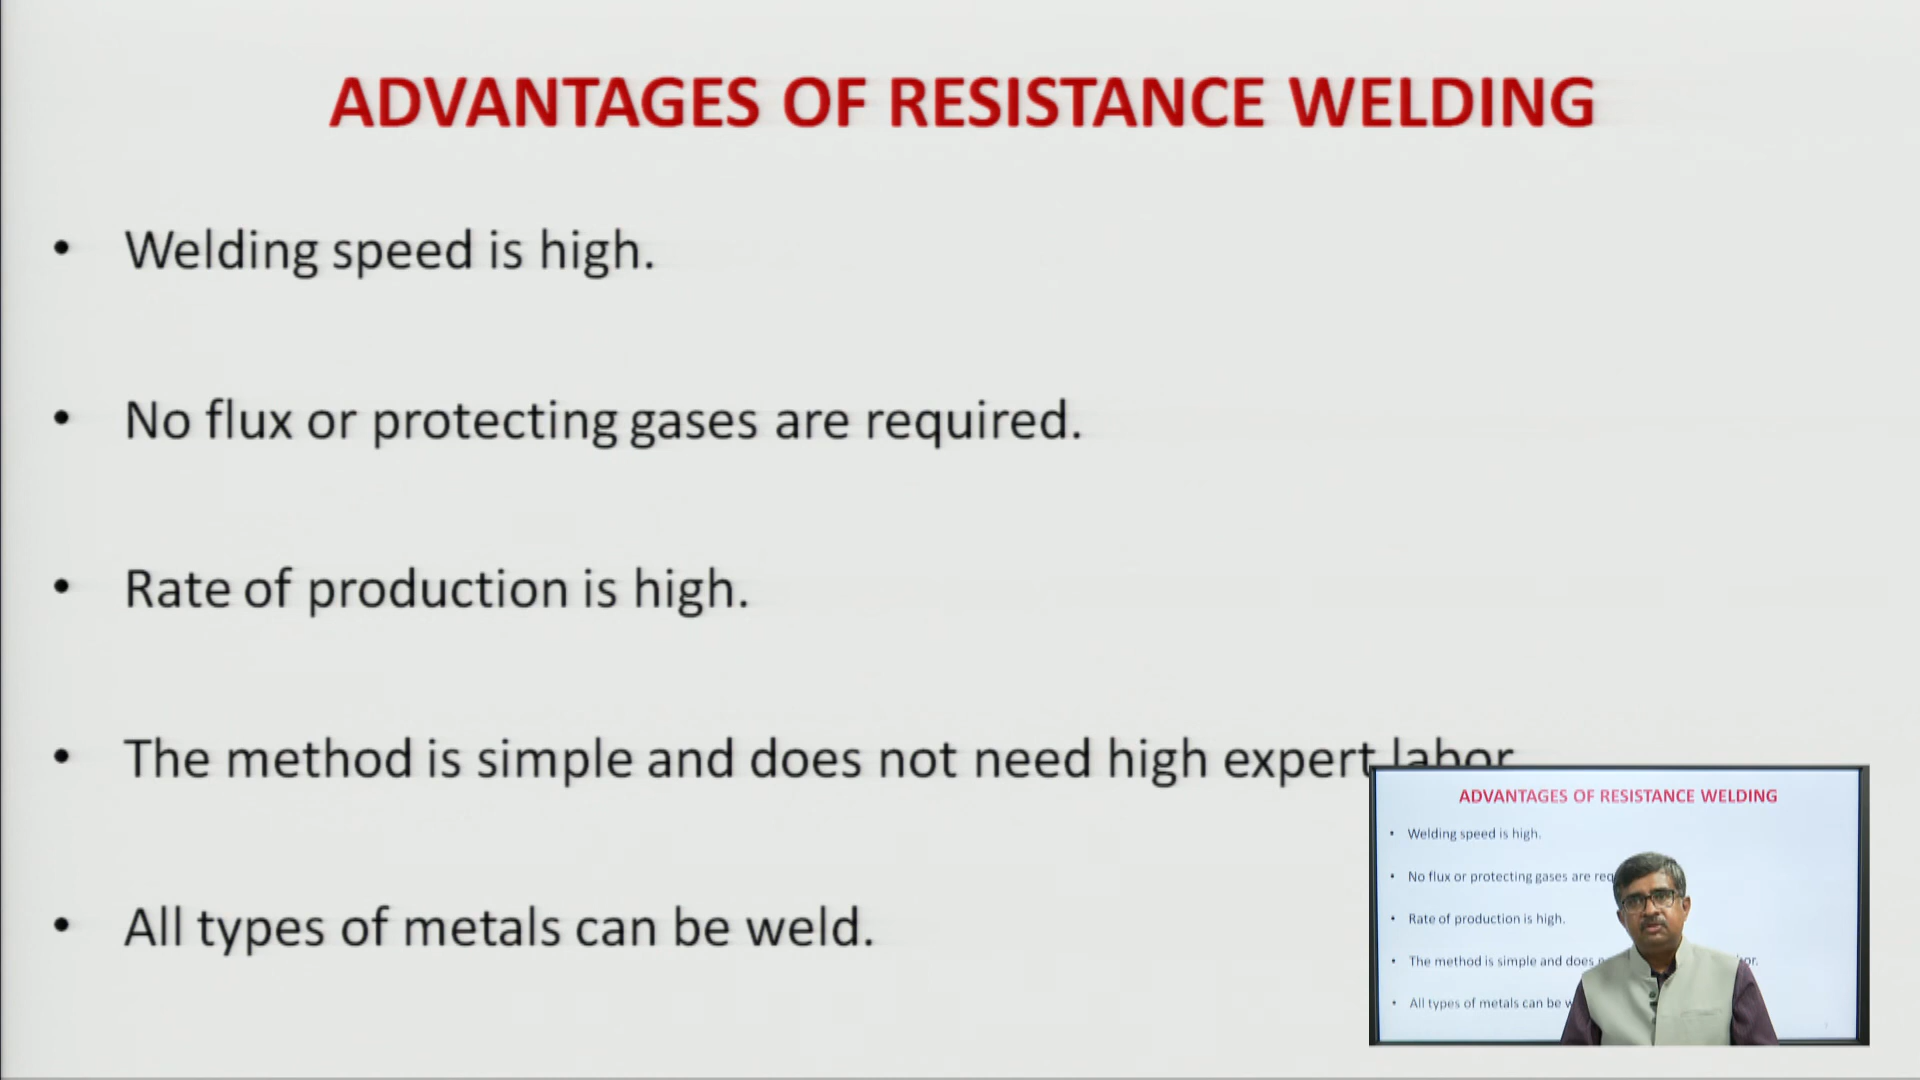 ADVANTAGES OF RESISTANCE WELDING
• Welding speed is high.
• No flux or protecting gases are required.
• Rate of production is high.
• The method is simple and does not need high expert labor
• All types of metals can be weld.
ADVANTAGES OF RESISTANCE WELDING
• Welding speed is high.
• No flux or protecting gases are
• Rate of production is high.
• The method is simple and does
• All types of metals can be